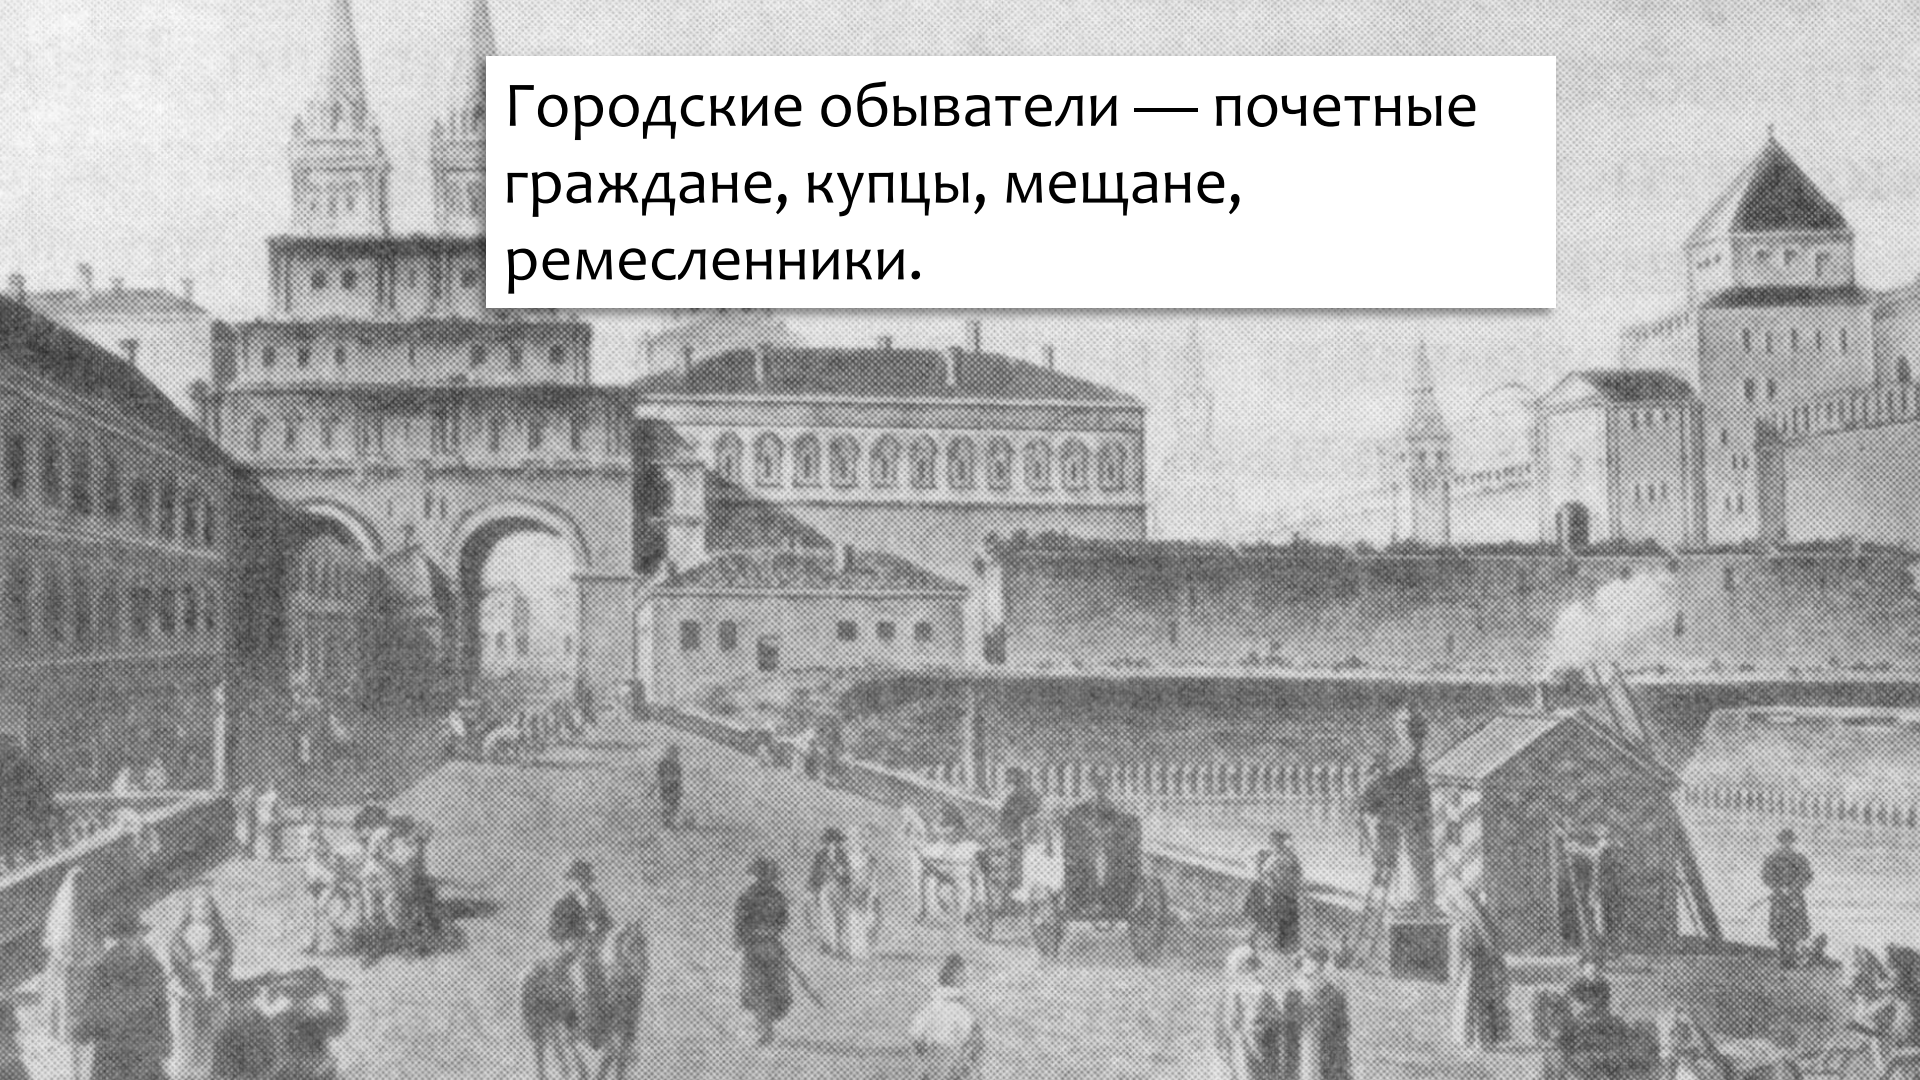 Городские обыватели — почетные
граждане, купцы, мещане,
ремесленники.